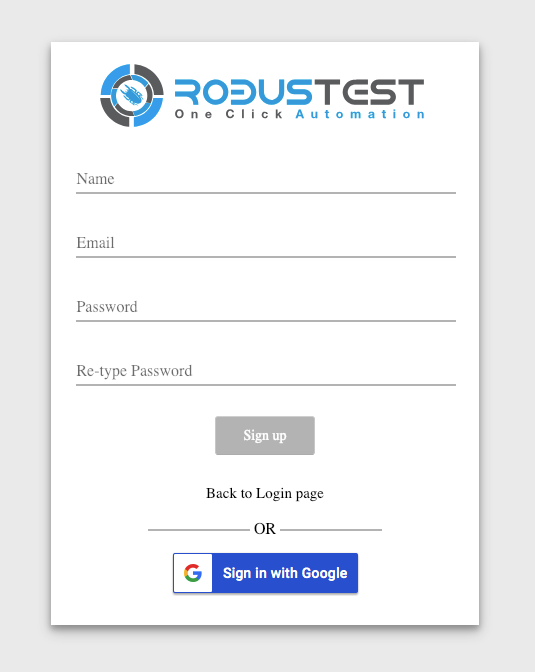 ROBUSTEST
One Click Automation
Name
Email
Password
Re-type Password
Sign up
Back to Login page
OR
Sign in with Google